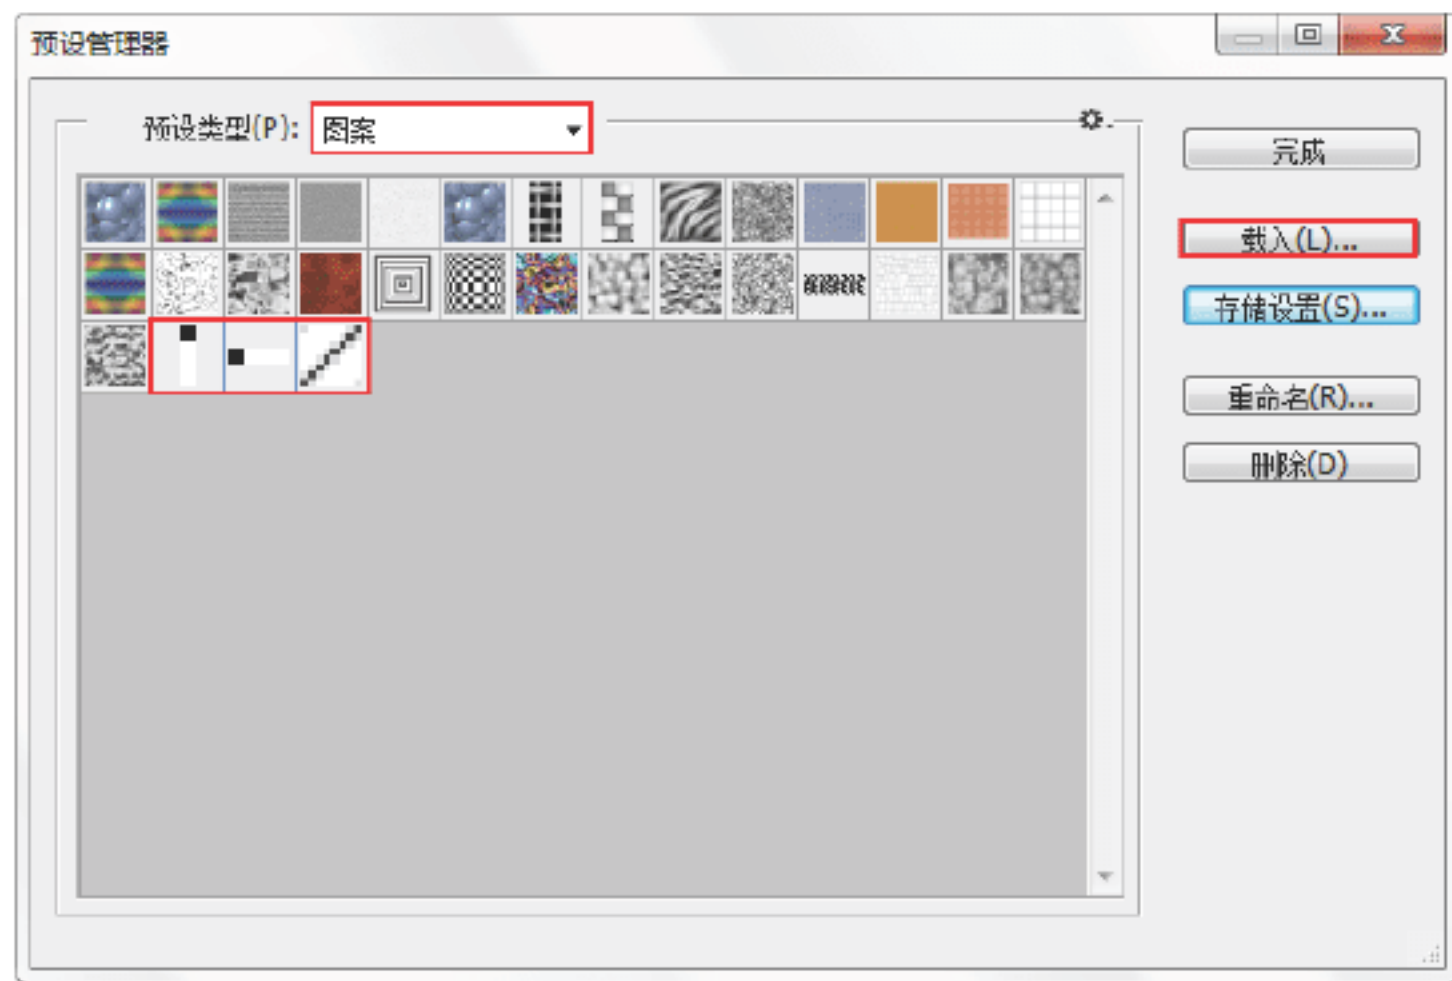 预设管理器
预设类型(P): 图案
完成
载入(L)...
存储设置(S)...
重命名(R)...
删除(D)